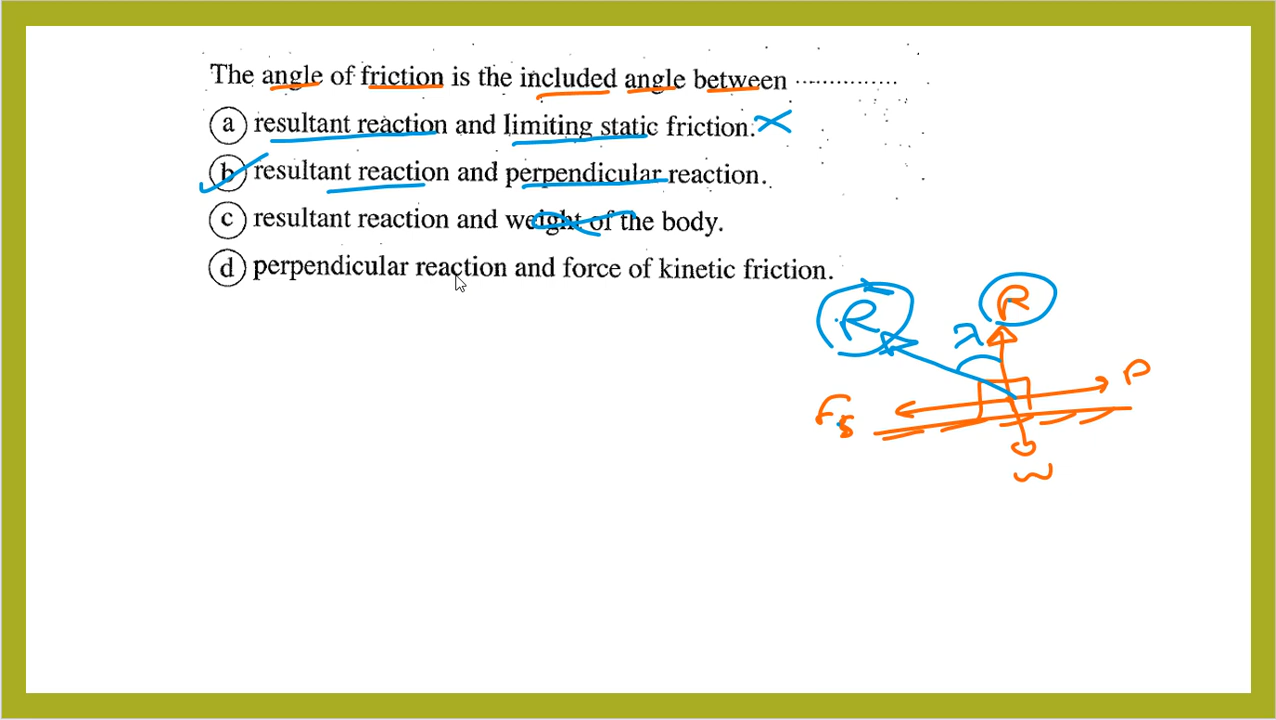 The angle of friction is the included angle between ...............
(a) resultant reaction and limiting static friction.
(b) resultant reaction and perpendicular reaction.
(c) resultant reaction and weight of the body.
(d) perpendicular reaction and force of kinetic friction.
R
R
λ
P
Fs
W